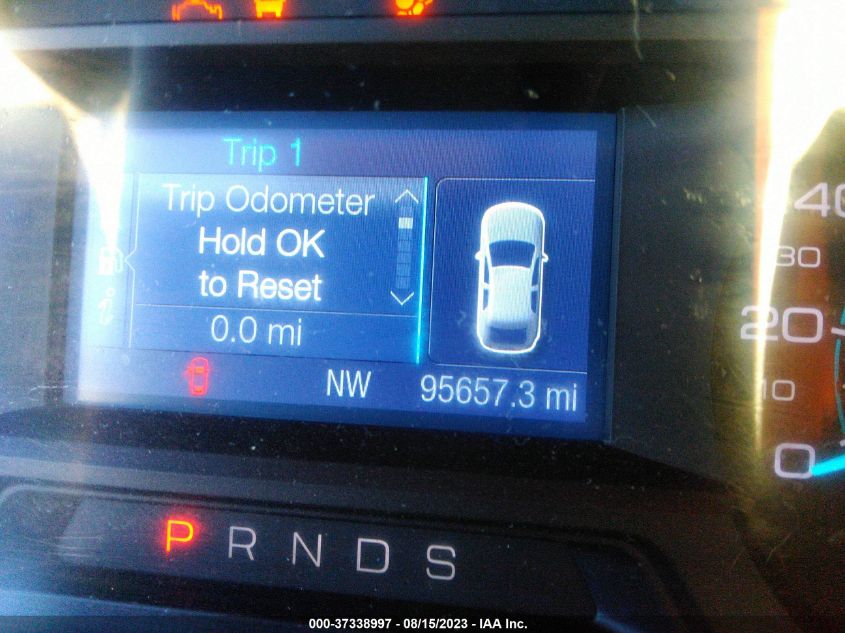 Trip 1
Trip Odometer
Hold OK
to Reset
0.0 mi
NW
95657.3 mi
40
30
20
10
0
P R N D S
000-37338997 - 08/15/2023 - IAA Inc.